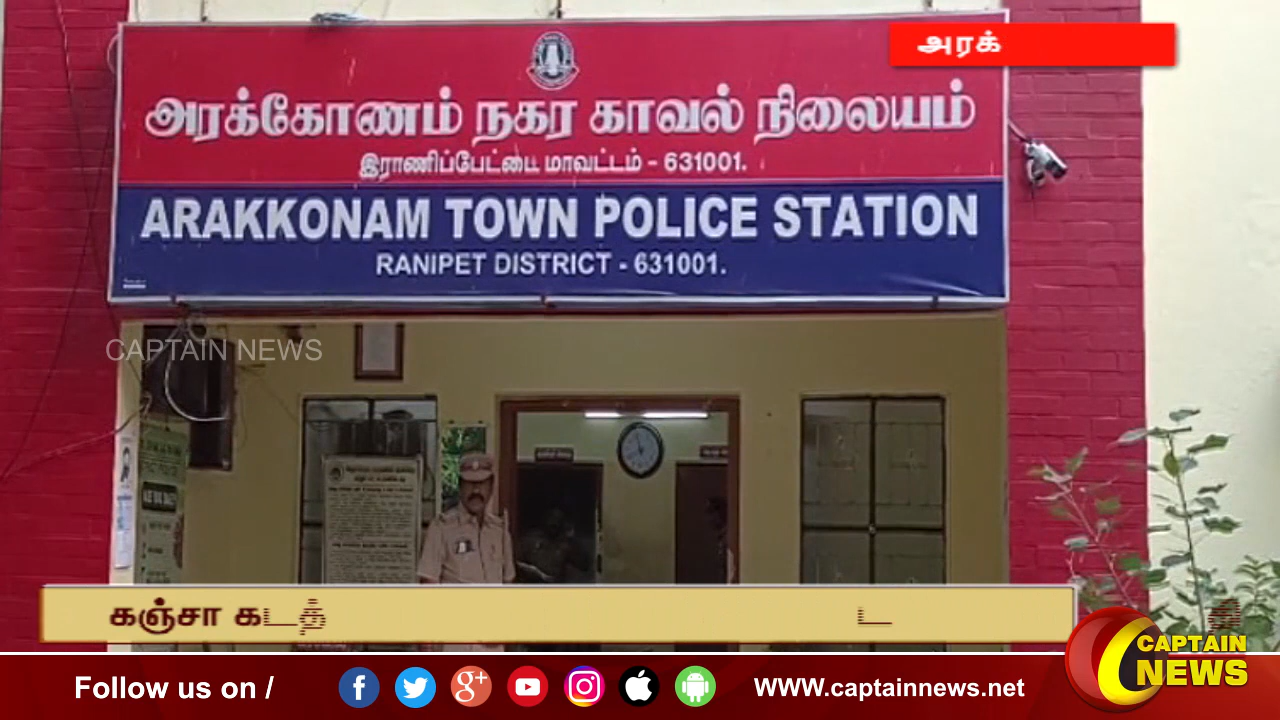 அரக்
அரக்கோணம் நகர காவல் நிலையம்
இராணிப்பேட்டை மாவட்டம் - 631001.
ARAKKONAM TOWN POLICE STATION
RANIPET DISTRICT - 631001.
CAPTAIN NEWS
கஞ்சா
CAPTAIN
NEWS
Follow us on / WWW.captainnews.net